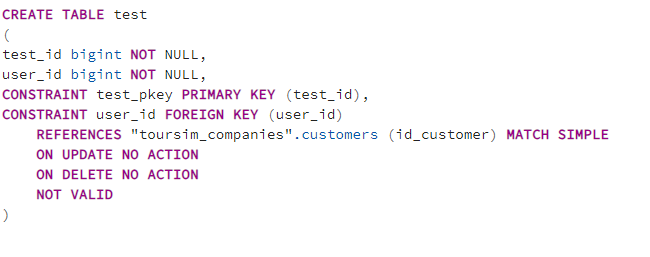 CREATE TABLE test
(
test_id bigint NOT NULL,
user_id bigint NOT NULL,
CONSTRAINT test_pkey PRIMARY KEY (test_id),
CONSTRAINT user_id FOREIGN KEY (user_id)
    REFERENCES "toursim_companies".customers (id_customer) MATCH SIMPLE
    ON UPDATE NO ACTION
    ON DELETE NO ACTION
    NOT VALID
)